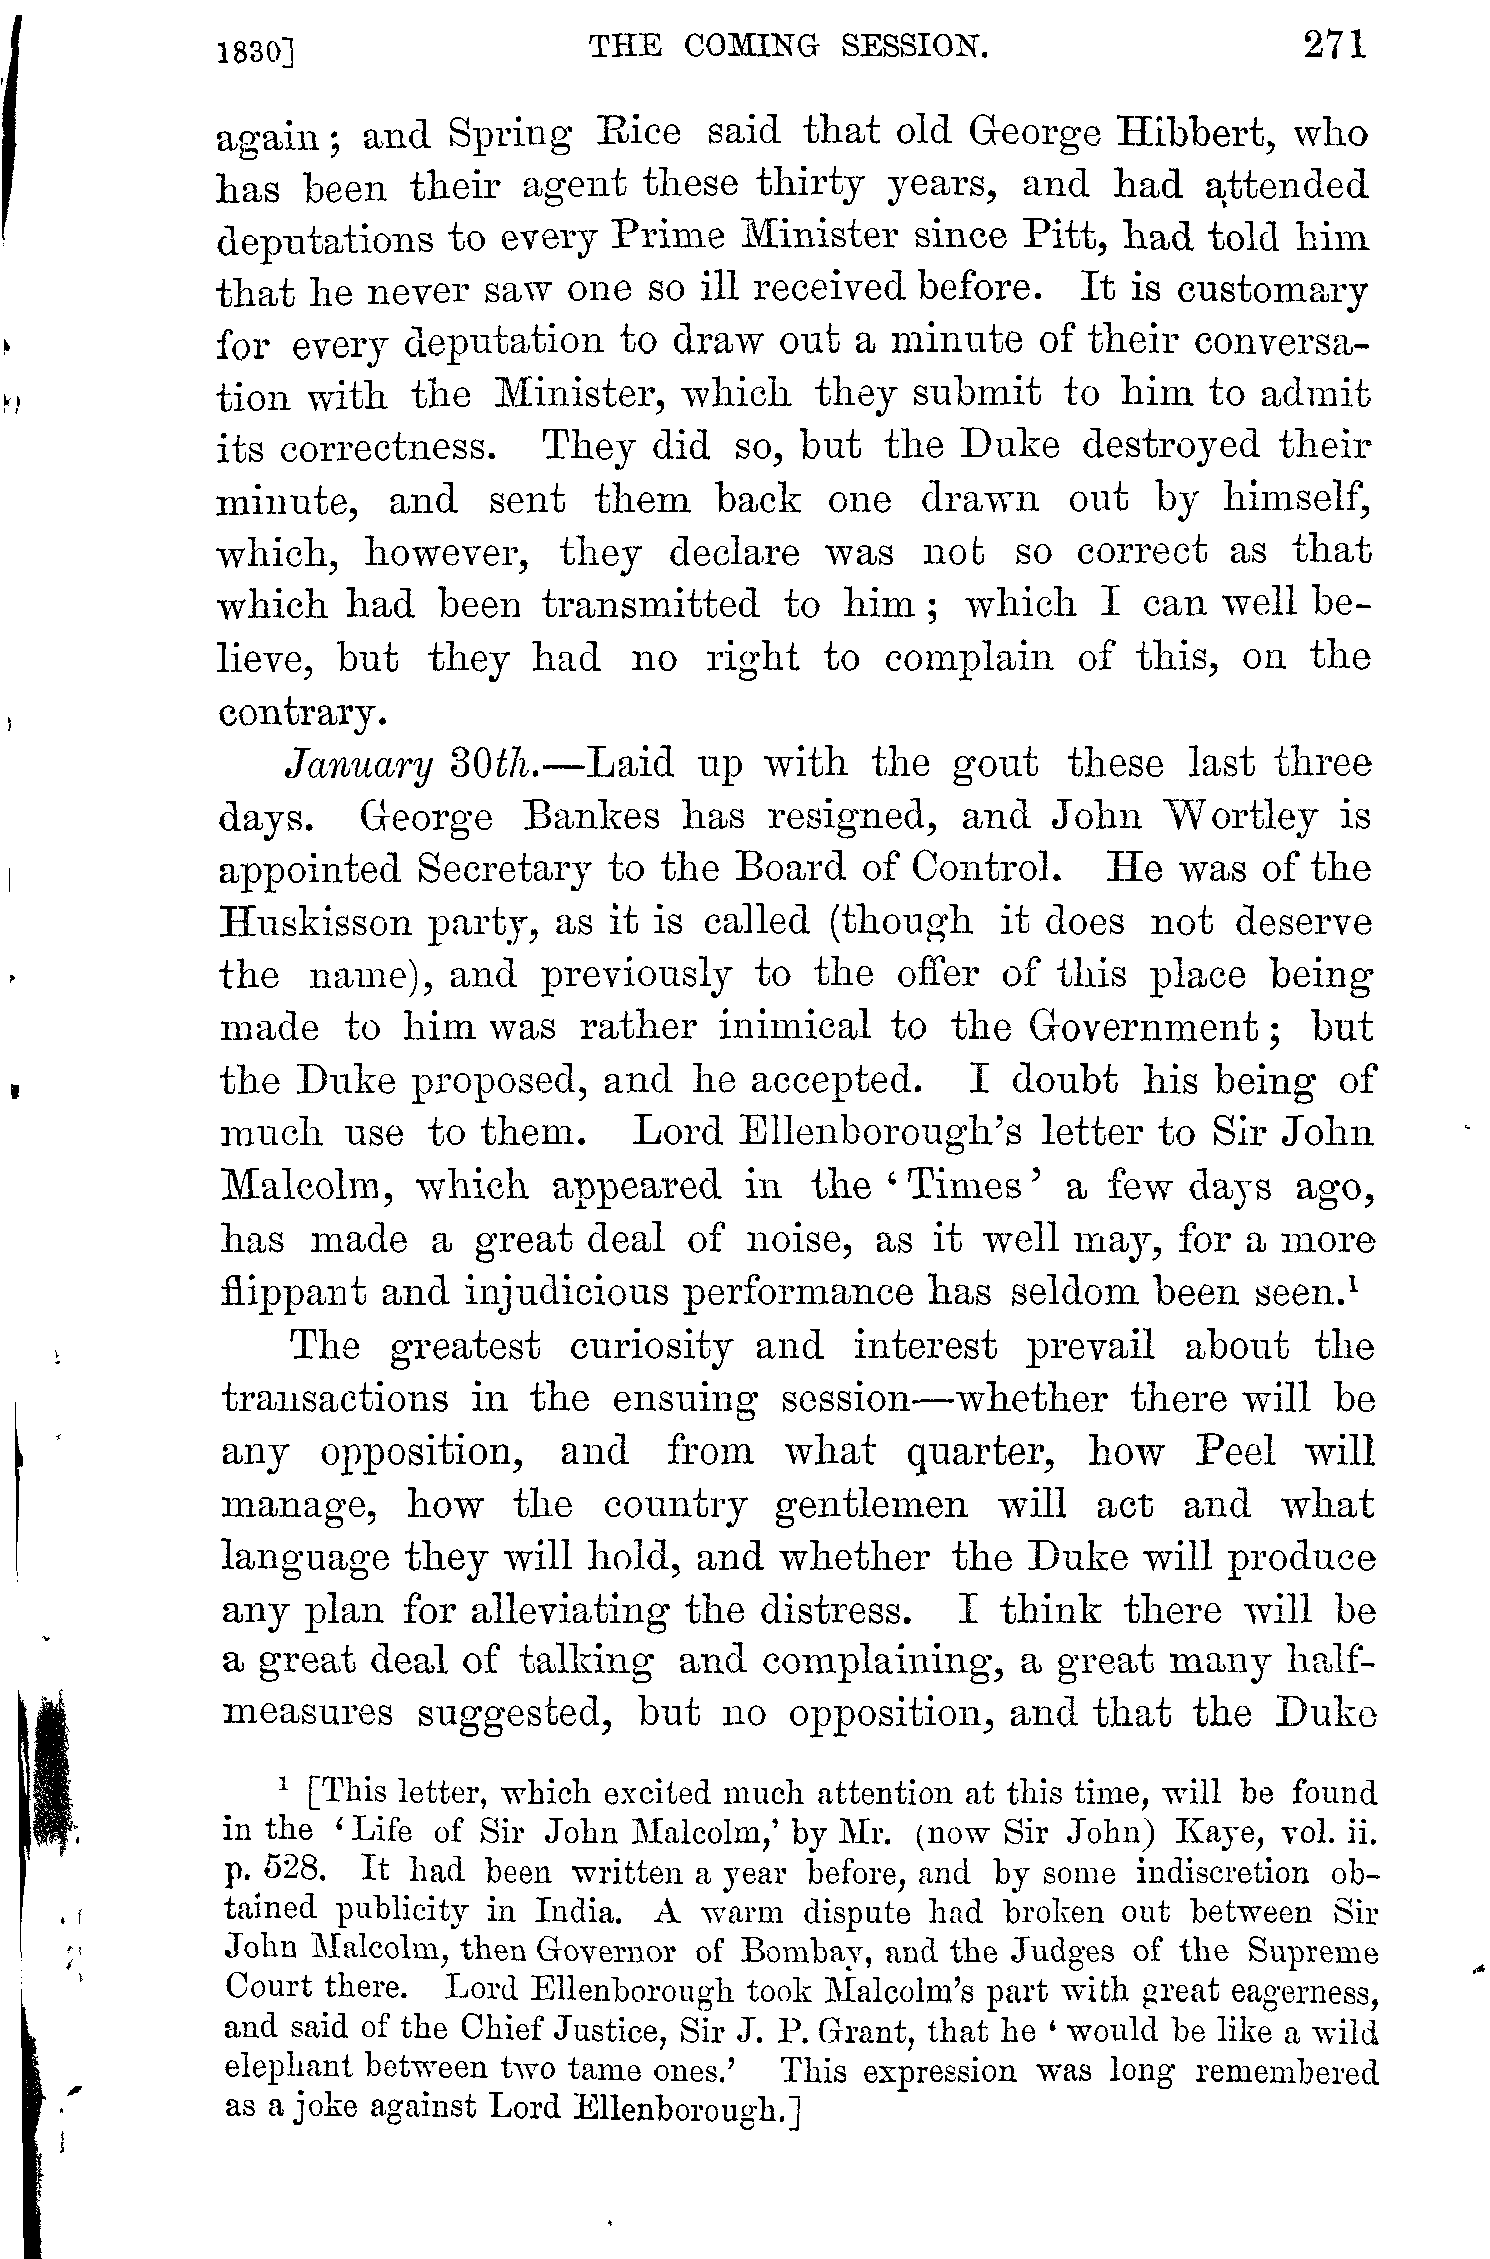 1830] THE COMING SESSION. 271
again; and Spring Rice said that old George Hibbert, who
has been their agent these thirty years, and had attended
deputations to every Prime Minister since Pitt, had told him
that he never saw one so ill received before. It is customary
for every deputation to draw out a minute of their conversa-
tion with the Minister, which they submit to him to admit
its correctness. They did so, but the Duke destroyed their
minute, and sent them back one drawn out by himself,
which, however, they declare was not so correct as that
which had been transmitted to him; which I can well be-
lieve, but they had no right to complain of this, on the
contrary.
January 30th.—Laid up with the gout these last three
days. George Bankes has resigned, and John Wortley is
appointed Secretary to the Board of Control. He was of the
Huskisson party, as it is called (though it does not deserve
the name), and previously to the offer of this place being
made to him was rather inimical to the Government; but
the Duke proposed, and he accepted. I doubt his being of
much use to them. Lord Ellenborough's letter to Sir John
Malcolm, which appeared in the 'Times' a few days ago,
has made a great deal of noise, as it well may, for a more
flippant and injudicious performance has seldom been seen.¹
The greatest curiosity and interest prevail about the
transactions in the ensuing session—whether there will be
any opposition, and from what quarter, how Peel will
manage, how the country gentlemen will act and what
language they will hold, and whether the Duke will produce
any plan for alleviating the distress. I think there will be
a great deal of talking and complaining, a great many half-
measures suggested, but no opposition, and that the Duke
¹ [This letter, which excited much attention at this time, will be found
in the 'Life of Sir John Malcolm,' by Mr. (now Sir John) Kaye, vol. ii.
p. 528. It had been written a year before, and by some indiscretion ob-
tained publicity in India. A warm dispute had broken out between Sir
John Malcolm, then Governor of Bombay, and the Judges of the Supreme
Court there. Lord Ellenborough took Malcolm's part with great eagerness,
and said of the Chief Justice, Sir J. P. Grant, that he 'would be like a wild
elephant between two tame ones.' This expression was long remembered
as a joke against Lord Ellenborough.]